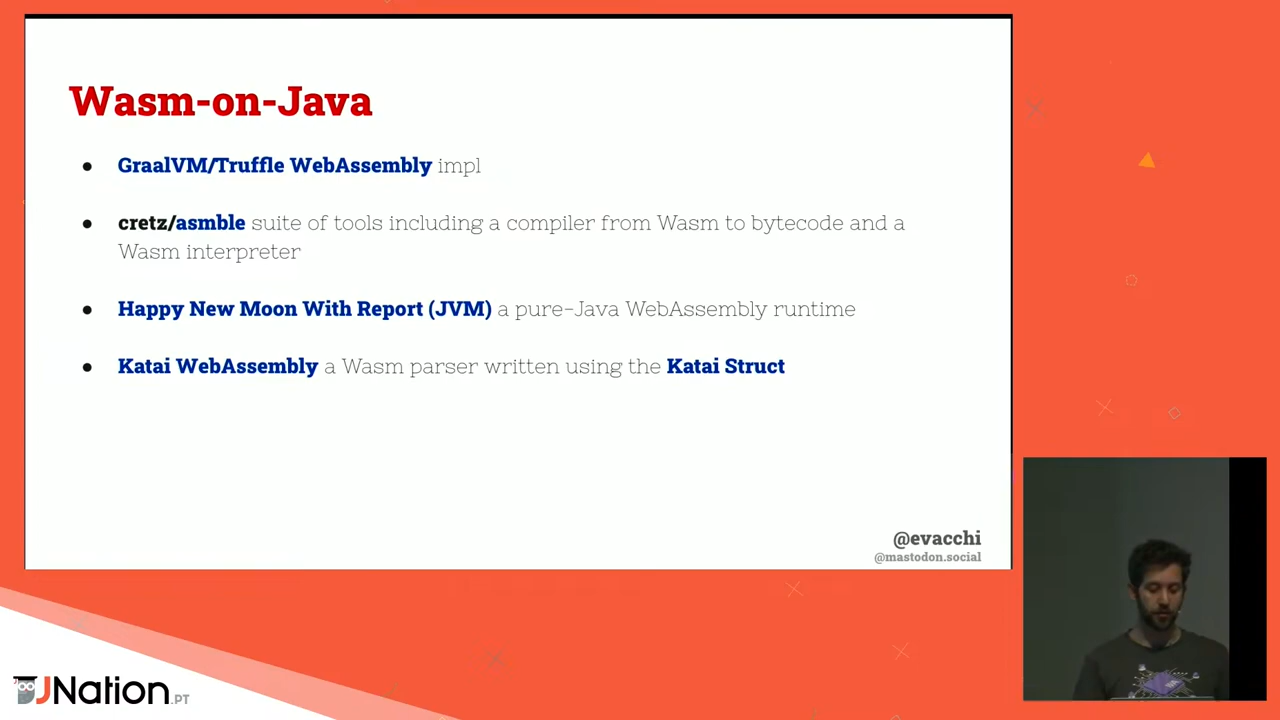 Wasm-on-Java
● GraalVM/Truffle WebAssembly impl
● cretz/asmble suite of tools including a compiler from Wasm to bytecode and a
Wasm interpreter
● Happy New Moon With Report (JVM) a pure-Java WebAssembly runtime
● Katai WebAssembly a Wasm parser written using the Katai Struct
@evacchi
@mastodon.social
JNation.PT